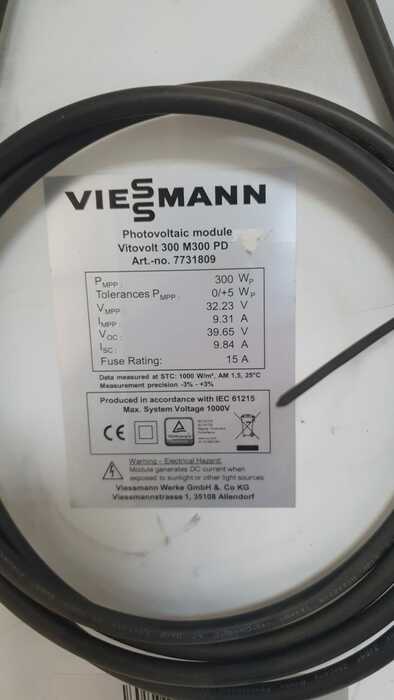 VIESSMANN
Photovoltaic module
Vitovolt 300 M300 PD
Art.-no. 7731809
PMPP : 300 WP
Tolerances PMPP : 0/+5 WP
VMPP : 32.23 V
IMPP : 9.31 A
VOC : 39.65 V
ISC : 9.84 A
Fuse Rating: 15 A
Data measured at STC: 1000 W/m², AM 1.5, 25°C
Measurement precision -3% - +3%
Produced in accordance with IEC 61215
Max. System Voltage 1000V
CE
Warning – Electrical Hazard:
Module generates DC current when
exposed to sunlight or other light sources
Viessmann Werke GmbH &. Co KG
Viessmannstrasse 1, 35108 Allendorf